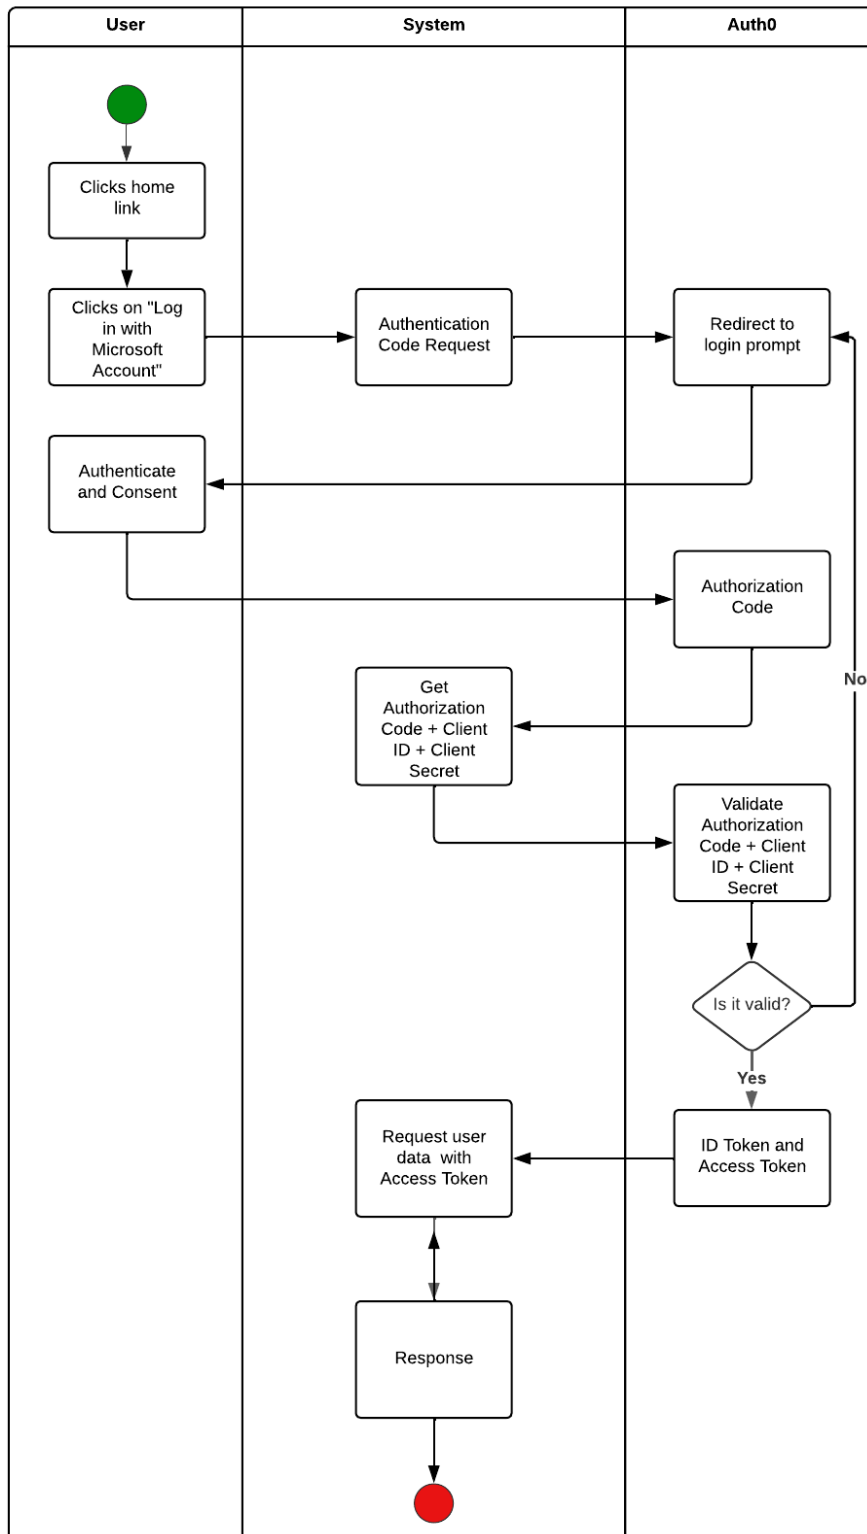 User
System
Auth0
Clicks home
link
Clicks on "Log
in with
Microsoft
Account"
Authentication
Code Request
Redirect to
login prompt
Authenticate
and Consent
Authorization
Code
Get
Authorization
Code + Client
ID + Client
Secret
No
Validate
Authorization
Code + Client
ID + Client
Secret
Is it valid?
Yes
ID Token and
Access Token
Request user
data with
Access Token
Response